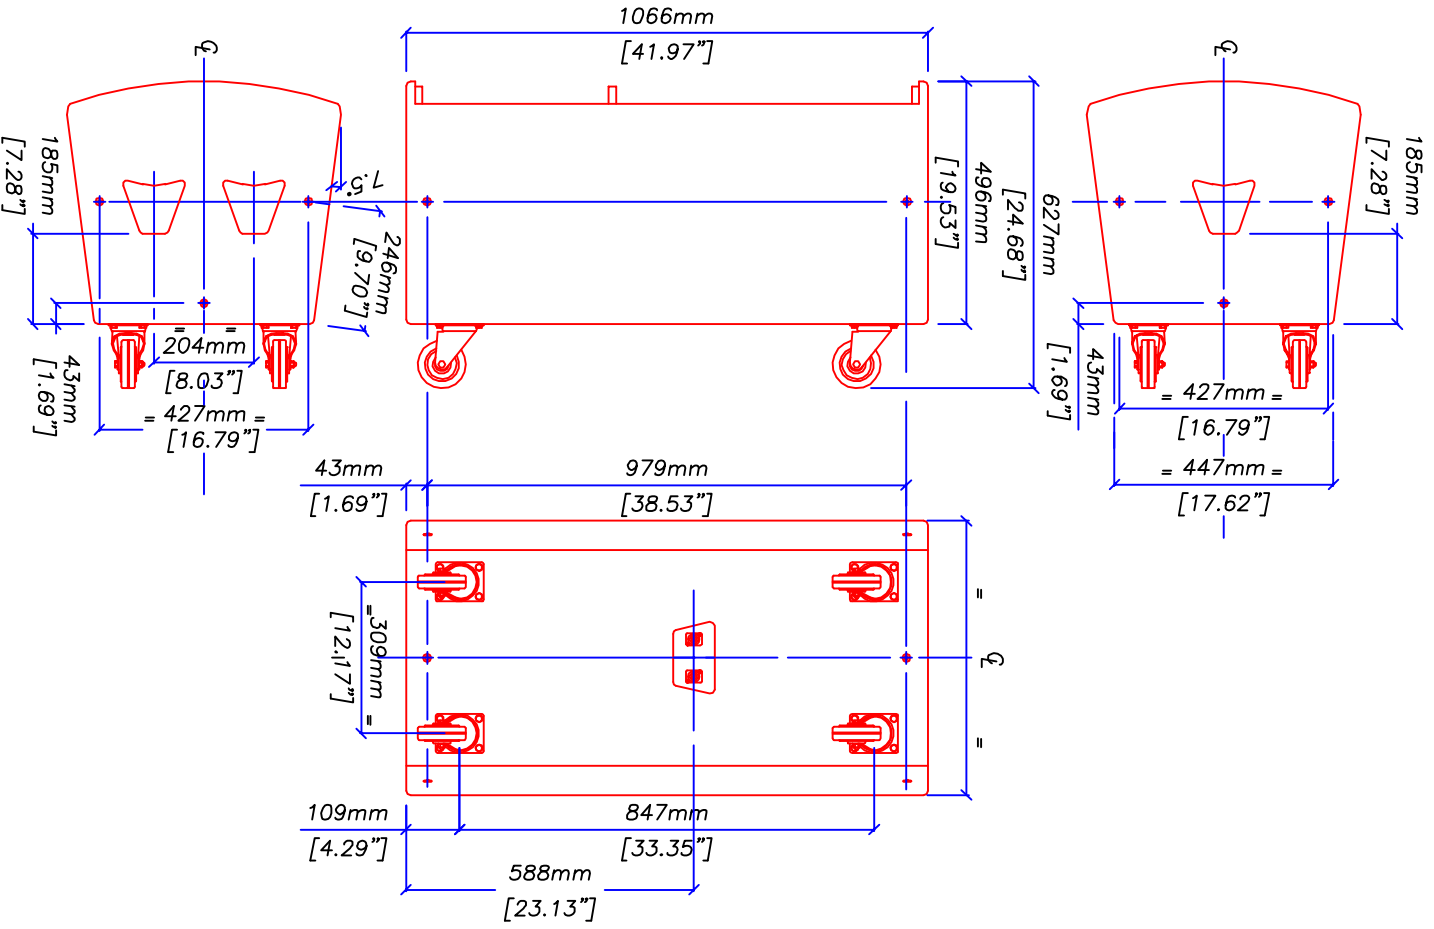 1066mm
[41.97"]
℄
℄
185mm
[7.28"]
7.5°
246mm
[9.70"]
496mm
[19.53"]
627mm
[24.68"]
185mm
[7.28"]
= =
204mm
[8.03"]
= 427mm =
[16.79"]
43mm
[1.69"]
43mm
[1.69"]
= 427mm =
[16.79"]
= 447mm =
[17.62"]
43mm
[1.69"]
979mm
[38.53"]
= 309mm =
[12.17"]
=
℄
=
109mm
[4.29"]
847mm
[33.35"]
588mm
[23.13"]